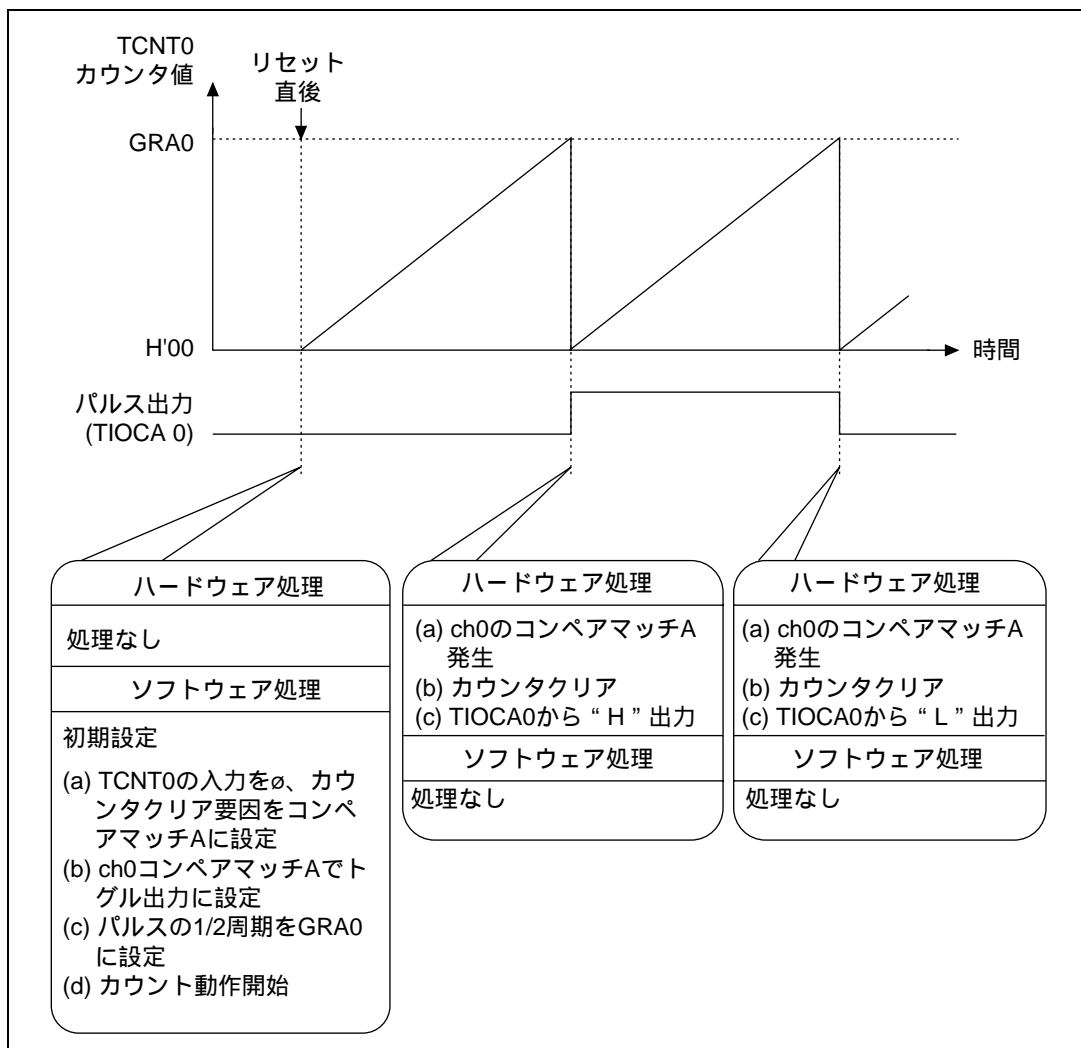 TCNT0
カウンタ値
リセット
直後
GRA0
H'00
時間
パルス出力
(TIOCA 0)
ハードウェア処理
処理なし
ソフトウェア処理
初期設定
(a) TCNT0の入力をø、カウ
ンタクリア要因をコンペ
アマッチAに設定
(b) ch0コンペアマッチAでト
グル出力に設定
(c) パルスの1/2周期をGRA0
に設定
(d) カウント動作開始
ハードウェア処理
(a) ch0のコンペアマッチA
発生
(b) カウンタクリア
(c) TIOCA0から “ H ” 出力
ソフトウェア処理
処理なし
ハードウェア処理
(a) ch0のコンペアマッチA
発生
(b) カウンタクリア
(c) TIOCA0から “ L ” 出力
ソフトウェア処理
処理なし